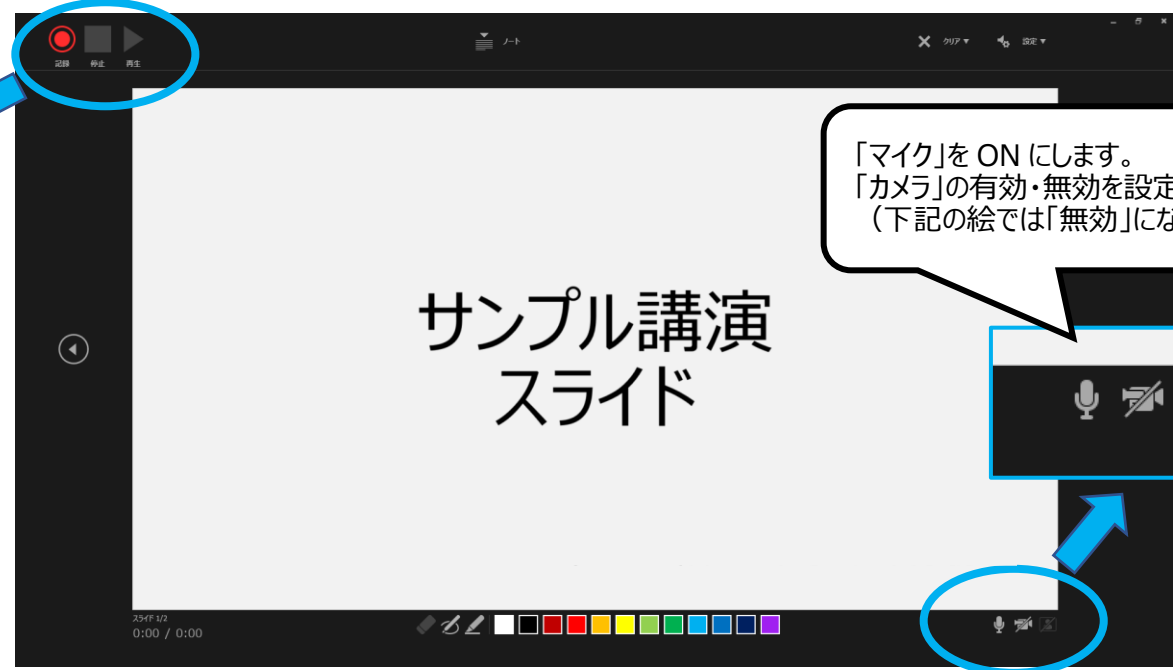 記録 停止 再生
ノート
クリア▼ 設定▼
「マイク」を ON にします。
「カメラ」の有効・無効を設定
（下記の絵では「無効」にな
サンプル講演
スライド
スライド 1/2
0:00 / 0:00